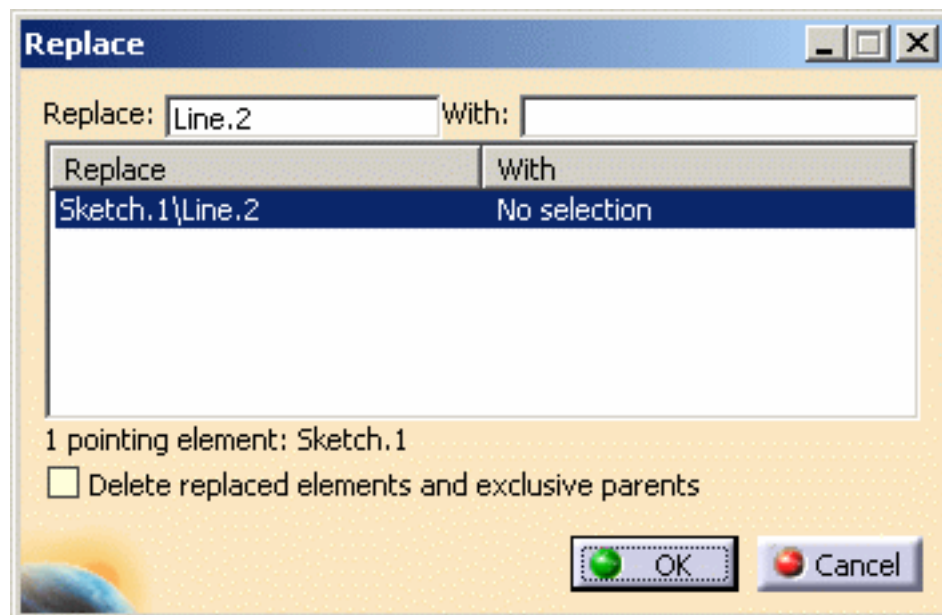 Replace
Replace: Line.2 With:
Replace With
Sketch.1\Line.2 No selection
1 pointing element: Sketch.1
Delete replaced elements and exclusive parents
OK Cancel